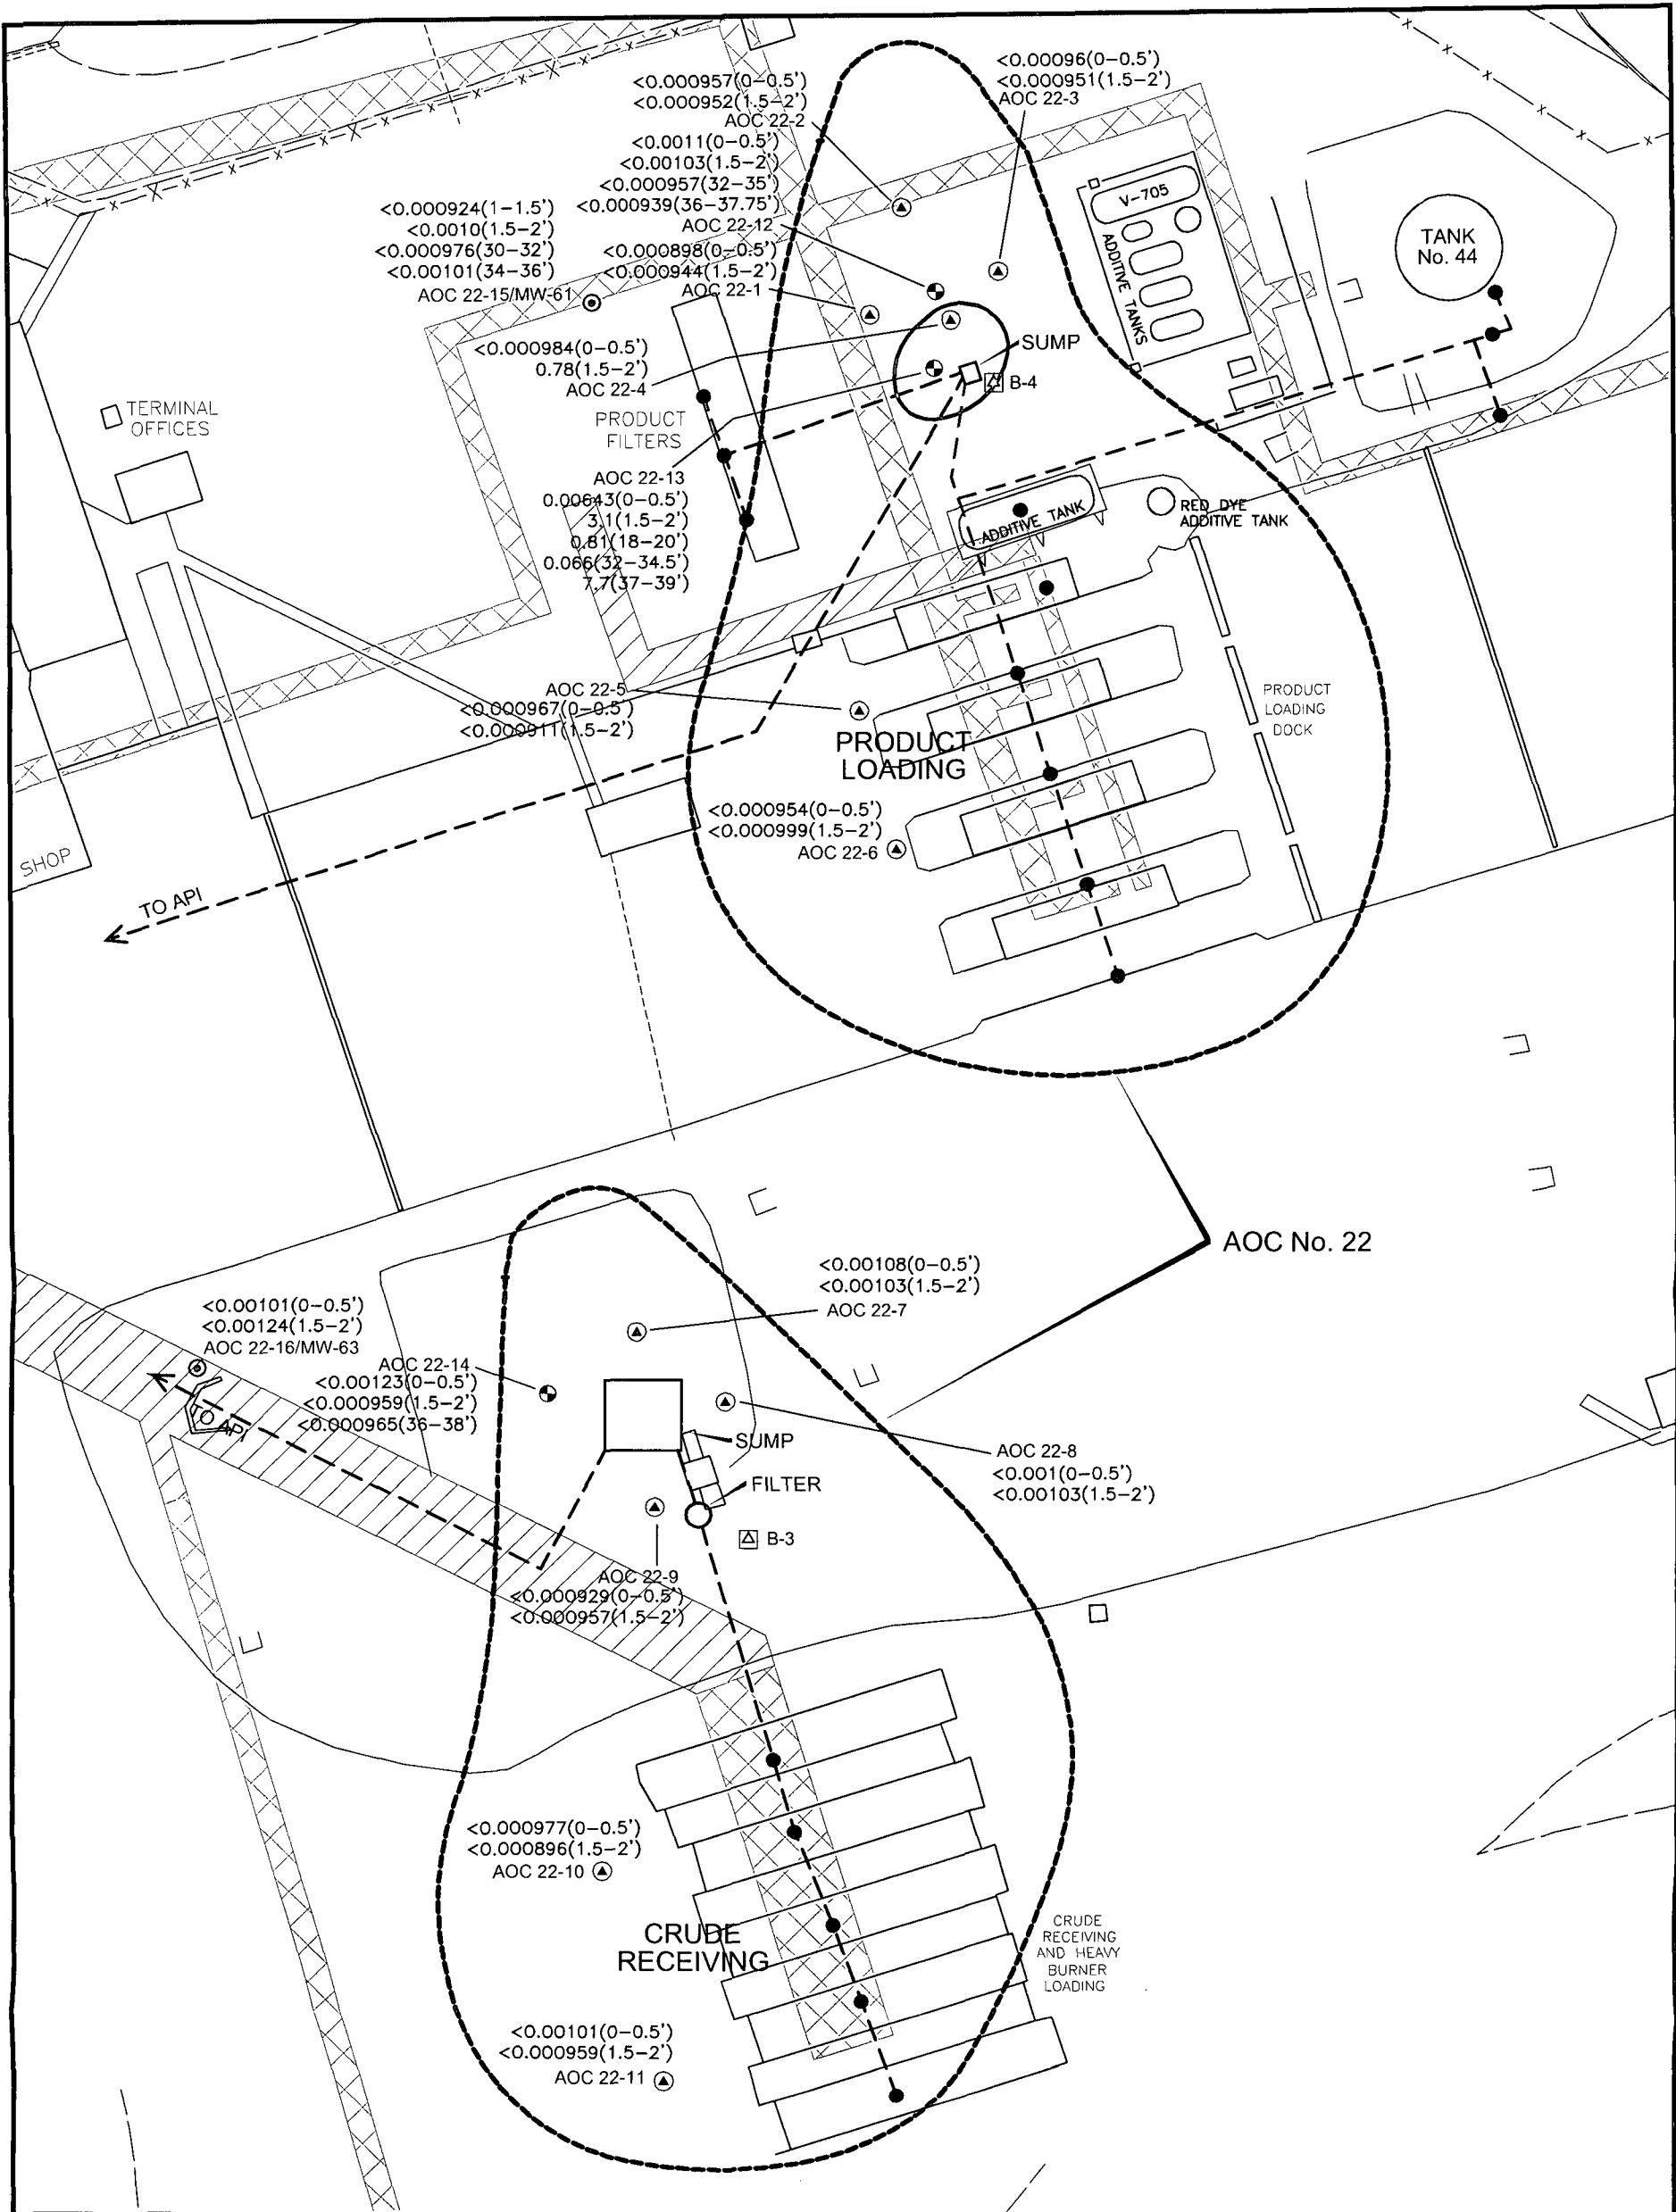 <0.00096(0-0.5')
<0.000951(1.5-2')
AOC 22-3
<0.000957(0-0.5')
<0.000952(1.5-2')
AOC 22-2
<0.0011(0-0.5')
<0.00103(1.5-2')
<0.000957(32-35')
<0.000939(36-37.75')
AOC 22-12
<0.000924(1-1.5')
<0.0010(1.5-2')
<0.000976(30-32')
<0.00101(34-36')
AOC 22-15/MW-61
<0.000898(0-0.5')
<0.000944(1.5-2')
AOC 22-1
V-705
ADDITIVE TANKS
TANK
No. 44
<0.000984(0-0.5')
0.78(1.5-2')
AOC 22-4
SUMP
B-4
TERMINAL
OFFICES
PRODUCT
FILTERS
AOC 22-13
0.00643(0-0.5')
3.1(1.5-2')
0.81(18-20')
0.066(32-34.5')
7.7(37-39')
ADDITIVE TANK
RED DYE
ADDITIVE TANK
AOC 22-5
<0.000967(0-0.5')
<0.000911(1.5-2')
PRODUCT
LOADING
DOCK
PRODUCT
LOADING
<0.000954(0-0.5')
<0.000999(1.5-2')
AOC 22-6
SHOP
TO API
AOC No. 22
<0.00108(0-0.5')
<0.00103(1.5-2')
AOC 22-7
<0.00101(0-0.5')
<0.00124(1.5-2')
AOC 22-16/MW-63
AOC 22-14
<0.00123(0-0.5')
<0.000959(1.5-2')
<0.000965(36-38')
TO API
SUMP
AOC 22-8
<0.001(0-0.5')
<0.00103(1.5-2')
FILTER
B-3
AOC 22-9
<0.000929(0-0.5')
<0.000957(1.5-2')
<0.000977(0-0.5')
<0.000896(1.5-2')
AOC 22-10
CRUDE
RECEIVING
CRUDE
RECEIVING
AND HEAVY
BURNER
LOADING
<0.00101(0-0.5')
<0.000959(1.5-2')
AOC 22-11